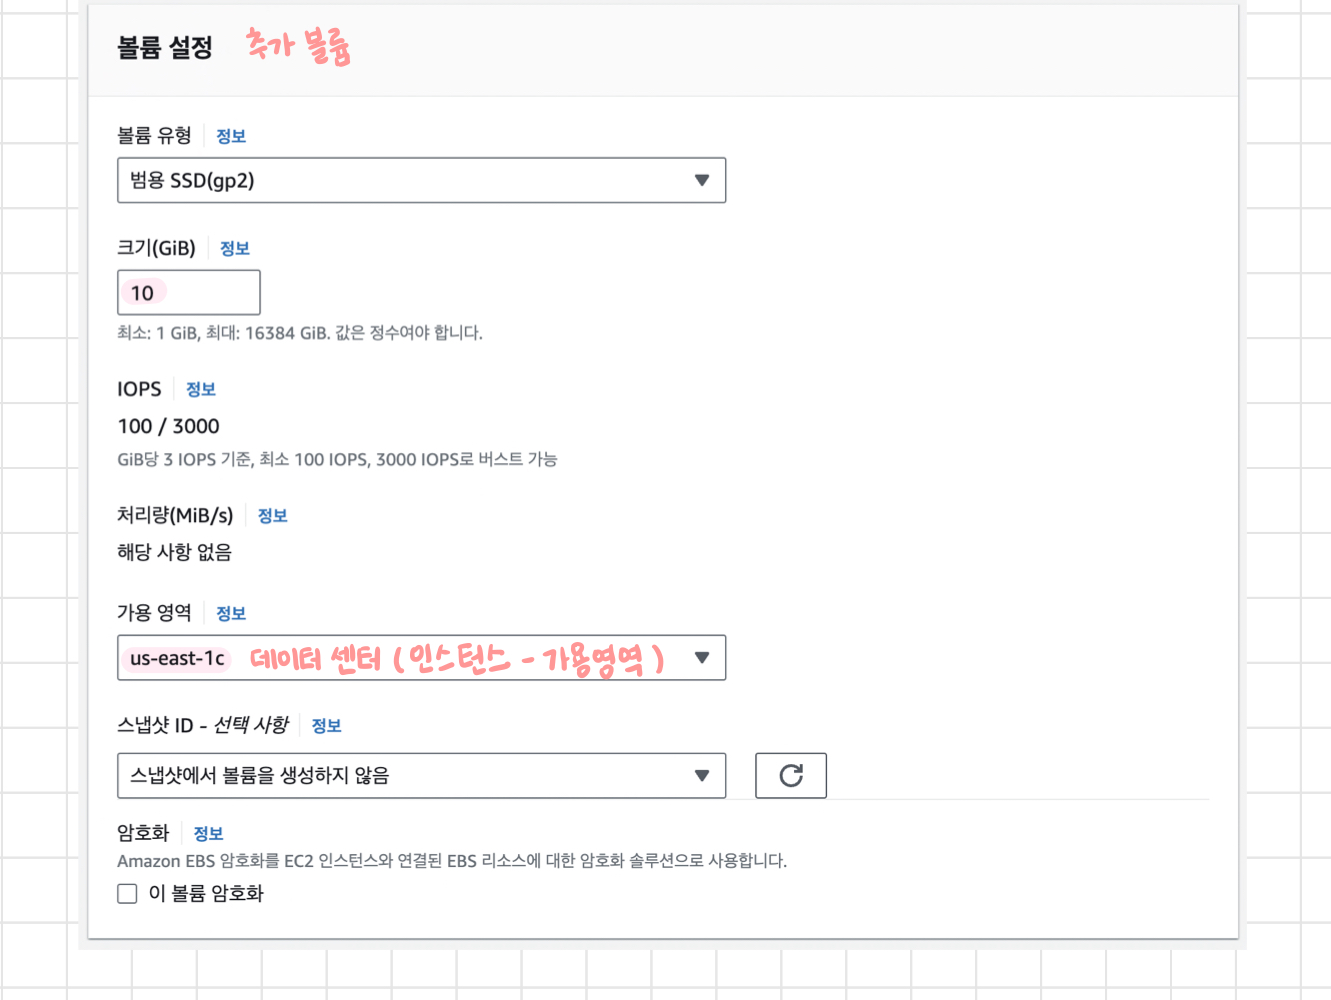 볼륨 설정 추가 볼륨
볼륨 유형 정보
범용 SSD(gp2)
크기(GiB) 정보
10
최소: 1 GiB, 최대: 16384 GiB. 값은 정수여야 합니다.
IOPS 정보
100 / 3000
GiB당 3 IOPS 기준, 최소 100 IOPS, 3000 IOPS로 버스트 가능
처리량(MiB/s) 정보
해당 사항 없음
가용 영역 정보
us-east-1c 데이터 센터 ( 인스턴스 - 가용영역 )
스냅샷 ID - 선택 사항 정보
스냅샷에서 볼륨을 생성하지 않음
암호화 정보
Amazon EBS 암호화를 EC2 인스턴스와 연결된 EBS 리소스에 대한 암호화 솔루션으로 사용합니다.
이 볼륨 암호화